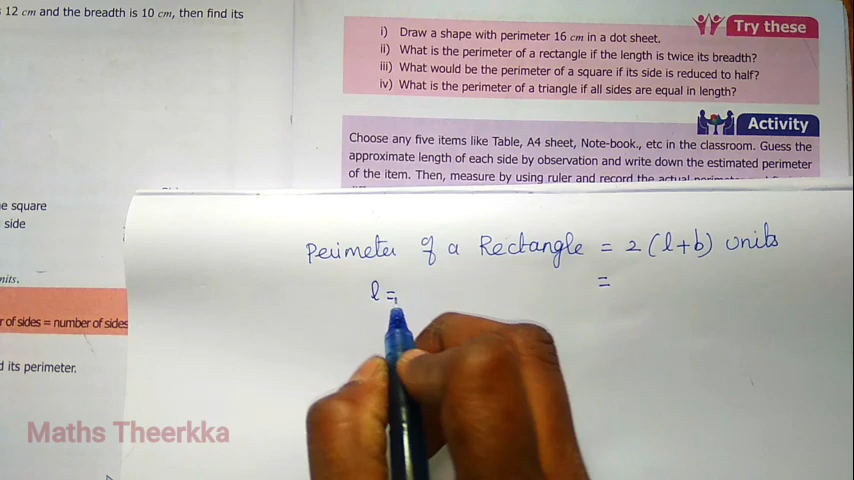 12 cm and the breadth is 10 cm, then find its
Try these
i) Draw a shape with perimeter 16 cm in a dot sheet.
ii) What is the perimeter of a rectangle if the length is twice its breadth?
iii) What would be the perimeter of a square if its side is reduced to half?
iv) What is the perimeter of a triangle if all sides are equal in length?
Activity
Choose any five items like Table, A4 sheet, Note-book., etc in the classroom. Guess the
approximate length of each side by observation and write down the estimated perimeter
of the item. Then, measure by using ruler and record the actual
square
side
r of sides = number of sides
its perimeter.
Perimeter of a Rectangle = 2 (l+b) units
=
l =
Maths Theerkka